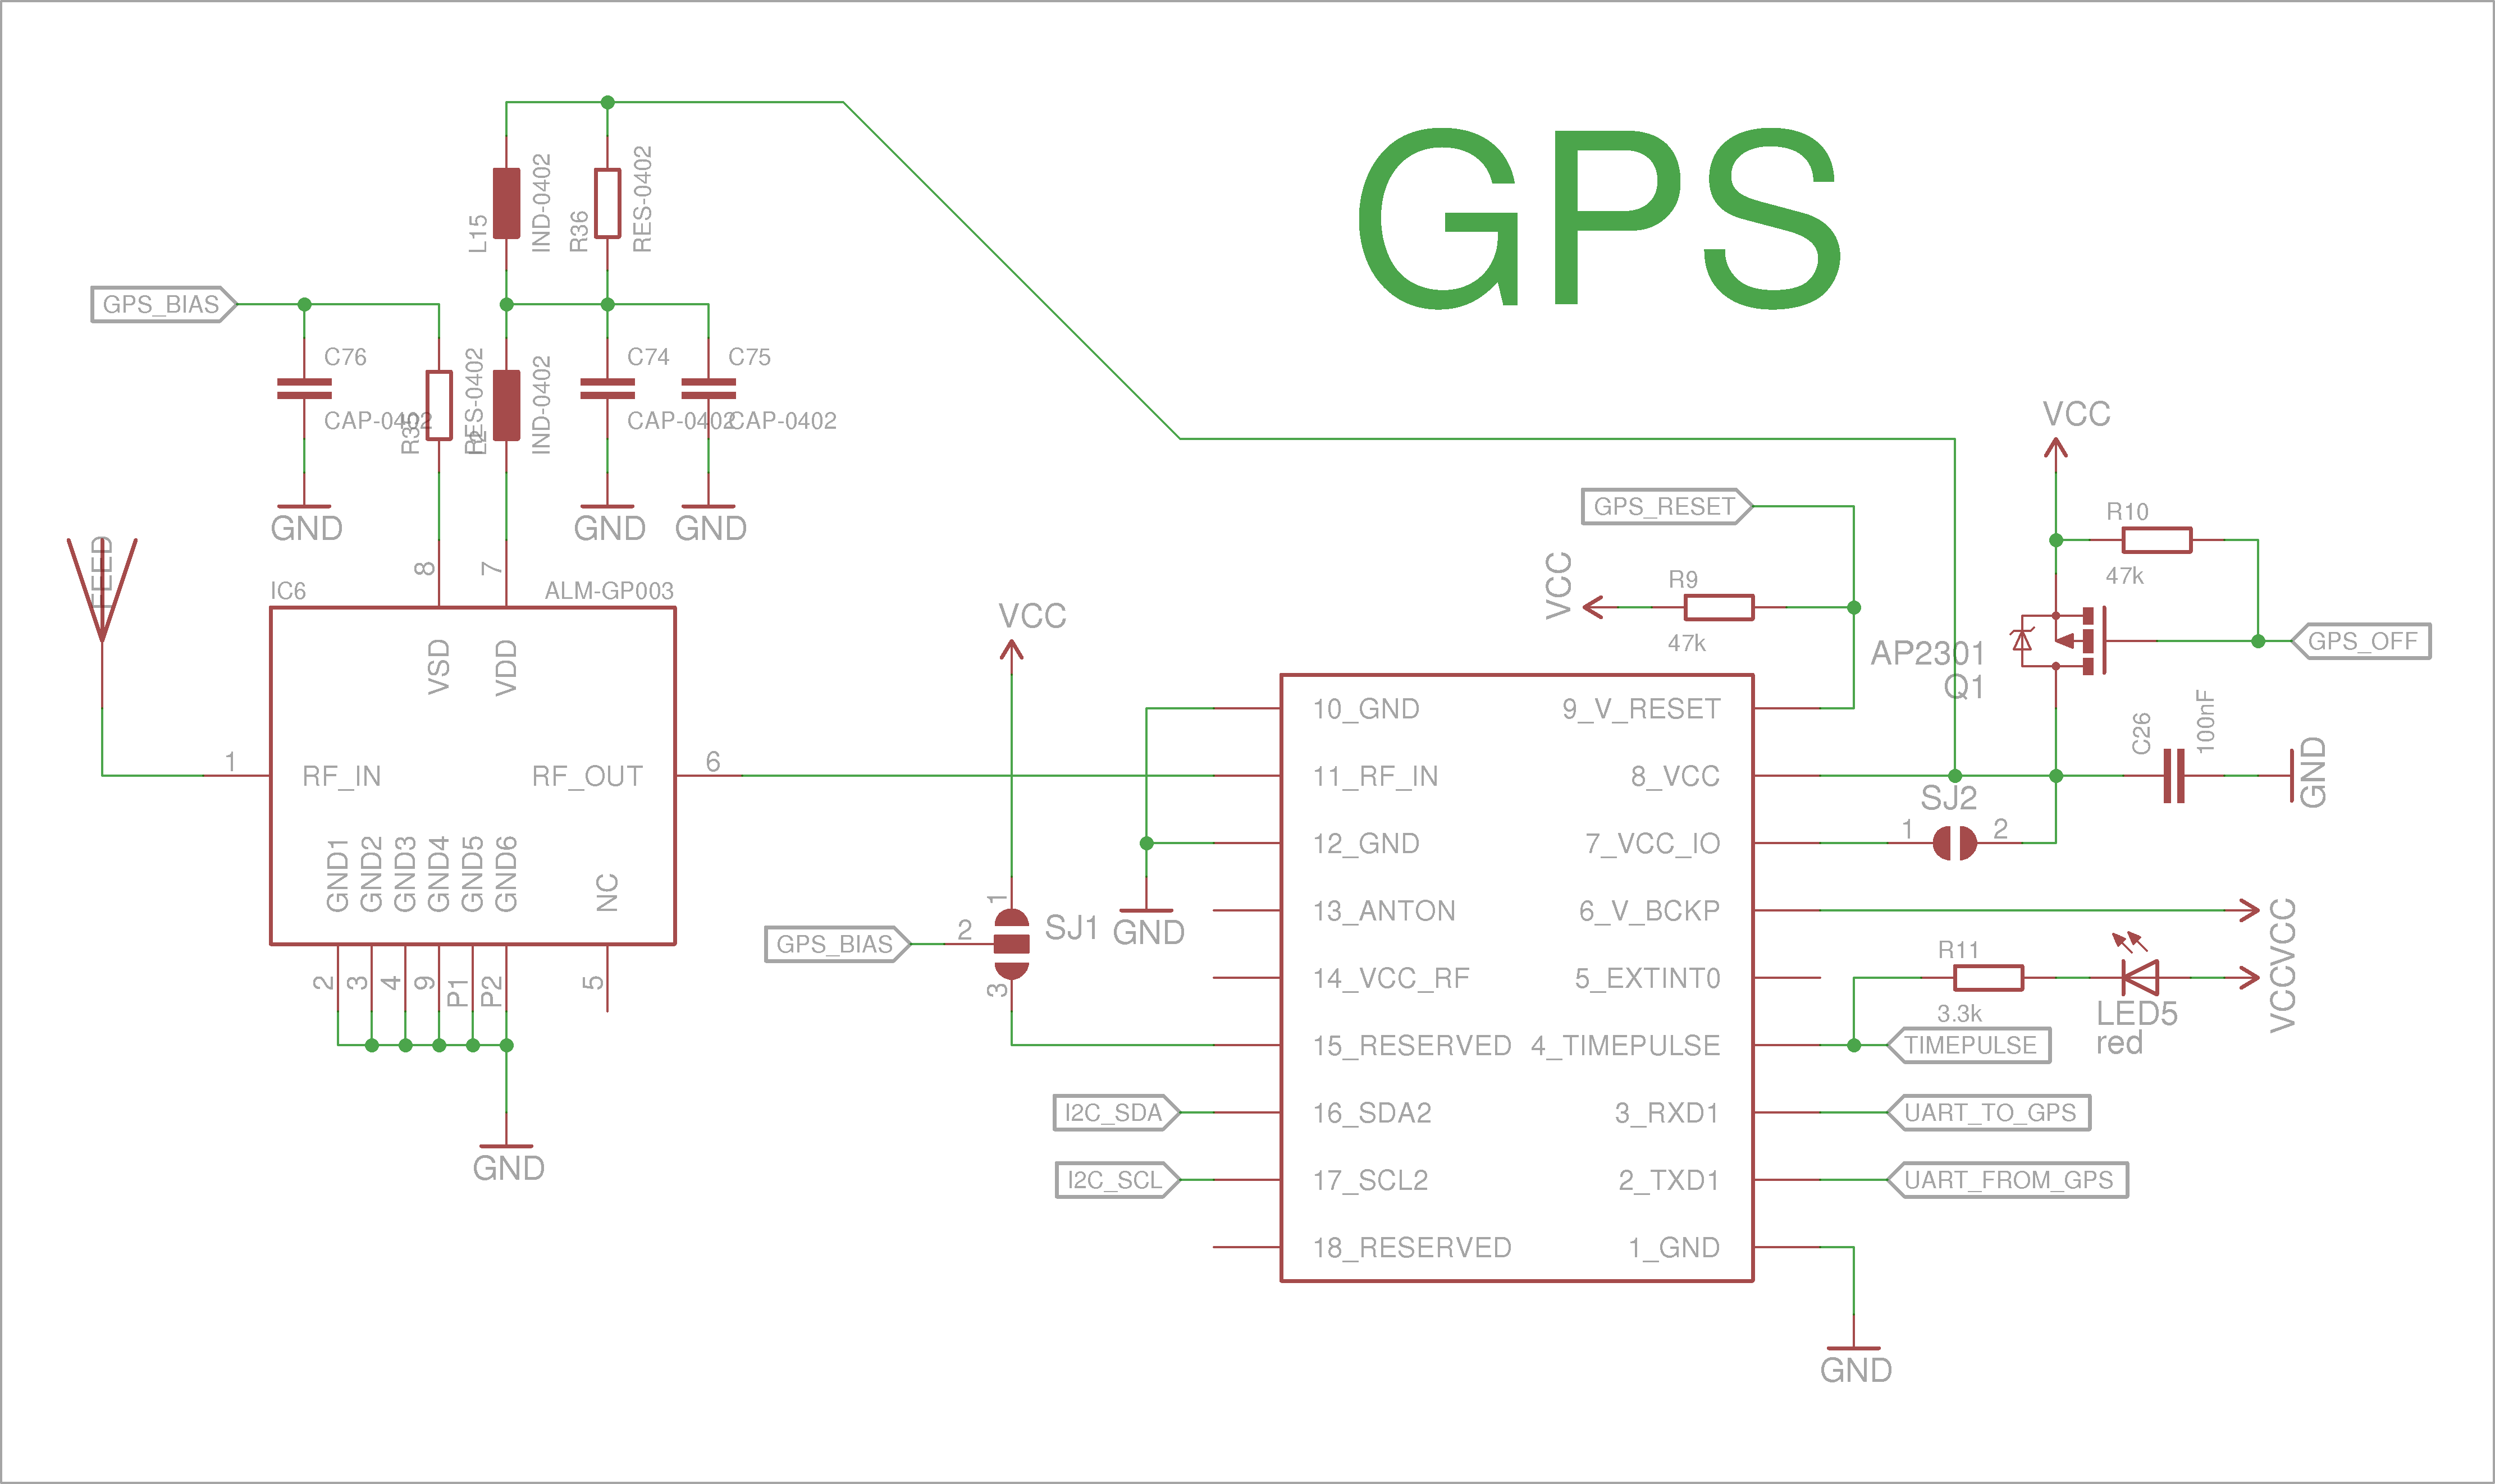 GPS
L15
IND-0402
R36
RES-0402
GPS_BIAS
C76
CAP-0402
R35
RES-0402
IND-0402
C74
CAP-0402
C75
CAP-0402
GND
GND
GND
FEED
IC6
ALM-GP003
8
7
VSD
VDD
1
RF_IN
RF_OUT
6
GND1
GND2
GND3
GND4
GND5
GND6
NC
2
3
4
9
P1
P2
5
GND
VCC
GPS_BIAS
1
2
3
SJ1
GND
GPS_RESET
VCC
R9
47k
VCC
R10
47k
AP2301
Q1
GPS_OFF
C26
100nF
GND
10_GND
9_V_RESET
11_RF_IN
8_VCC
12_GND
7_VCC_IO
13_ANTON
6_V_BCKP
14_VCC_RF
5_EXTINT0
15_RESERVED
4_TIMEPULSE
16_SDA2
3_RXD1
17_SCL2
2_TXD1
18_RESERVED
1_GND
SJ2
1
2
VCC
VCC
R11
3.3k
LED5
red
TIMEPULSE
I2C_SDA
UART_TO_GPS
I2C_SCL
UART_FROM_GPS
GND